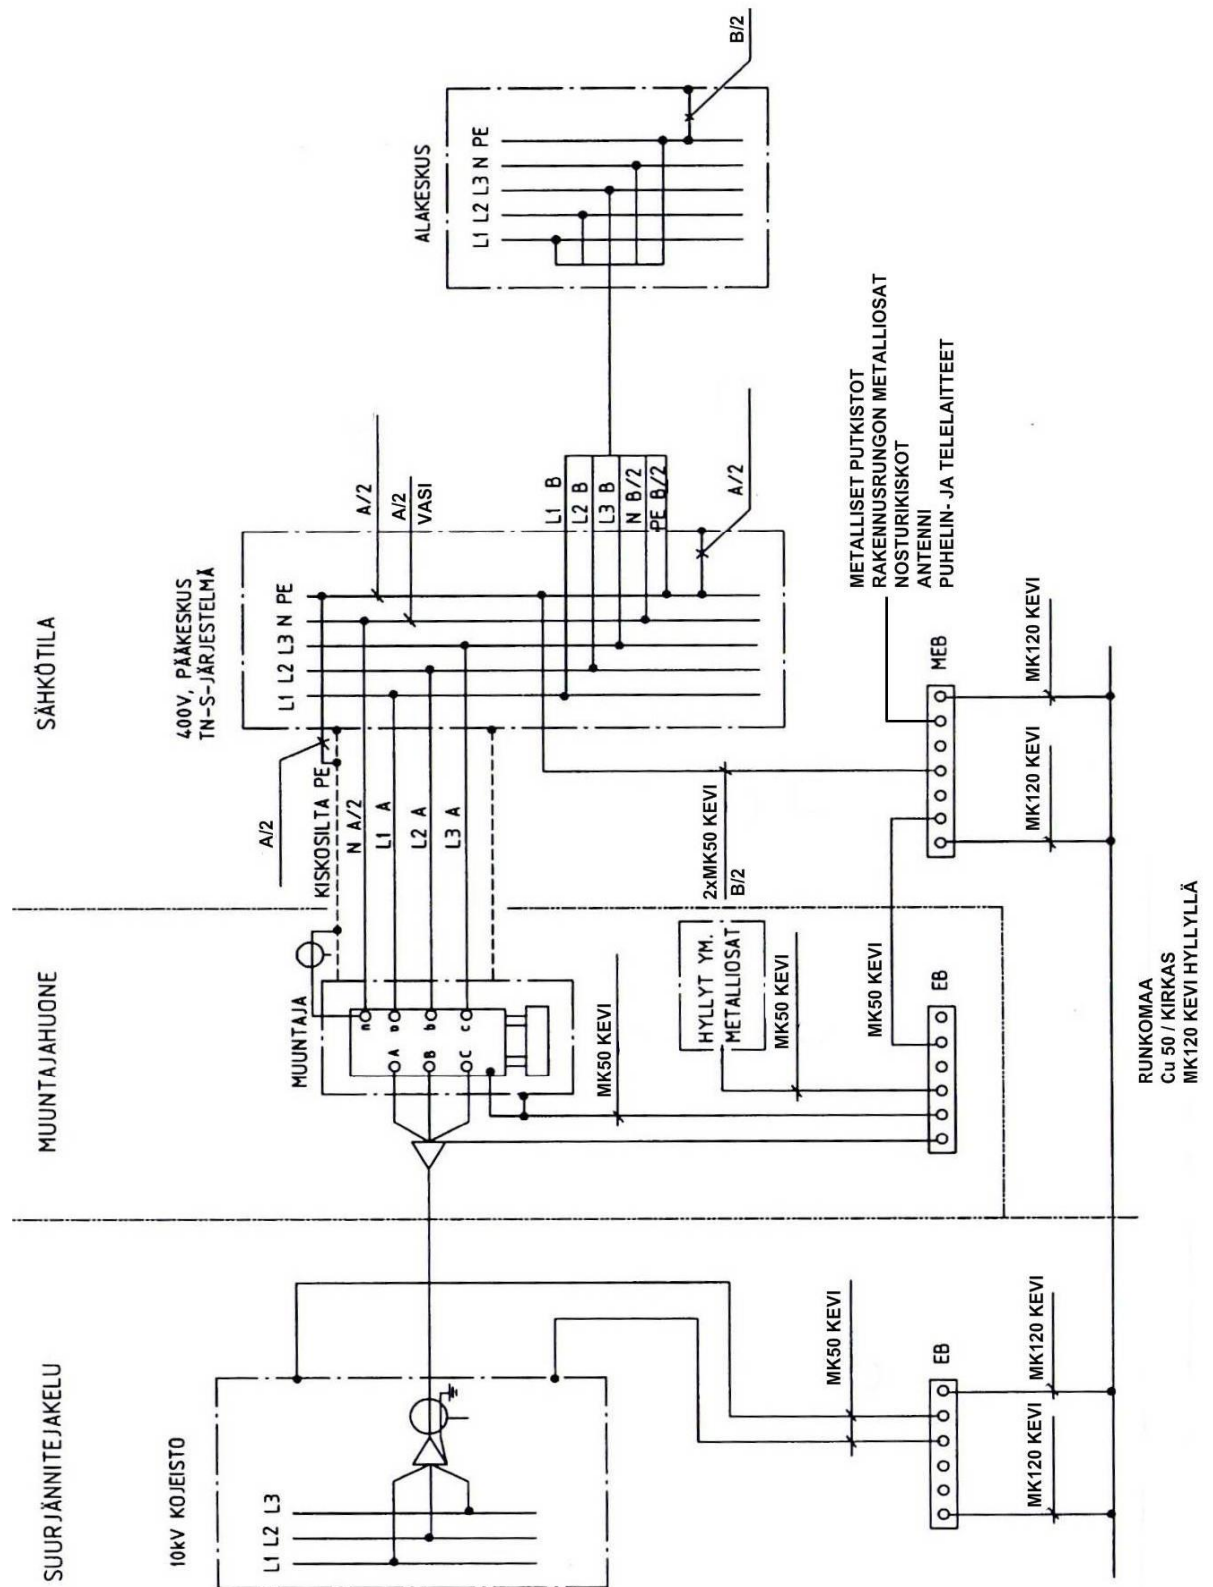 SUURJÄNNITEJAKELU
MUUNTAJAHUONE
SÄHKÖTILA
10kV KOJEISTO
L1 L2 L3
MK50 KEVI
EB
MK120 KEVI
MK120 KEVI
MUUNTAJA
A
B
C
n
a
b
c
MK50 KEVI
HYLLYT YM.
METALLIOSAT
MK50 KEVI
MK50 KEVI
EB
A/2
KISKOSILTA PE
N A/2
L1 A
L2 A
L3 A
400V, PÄÄKESKUS
TN-S-JÄRJESTELMÄ
L1 L2 L3 N PE
A/2
A/2
VASI
L1 B
L2 B
L3 B
N B/2
PE B/2
A/2
2xMK50 KEVI
B/2
MEB
MK120 KEVI
MK120 KEVI
METALLISET PUTKISTOT
RAKENNUSRUNGON METALLIOSAT
NOSTURIKISKOT
ANTENNI
PUHELIN- JA TELELAITTEET
ALAKESKUS
L1 L2 L3 N PE
B/2
RUNKOMAA
Cu 50 / KIRKAS
MK120 KEVI HYLLYLLÄ